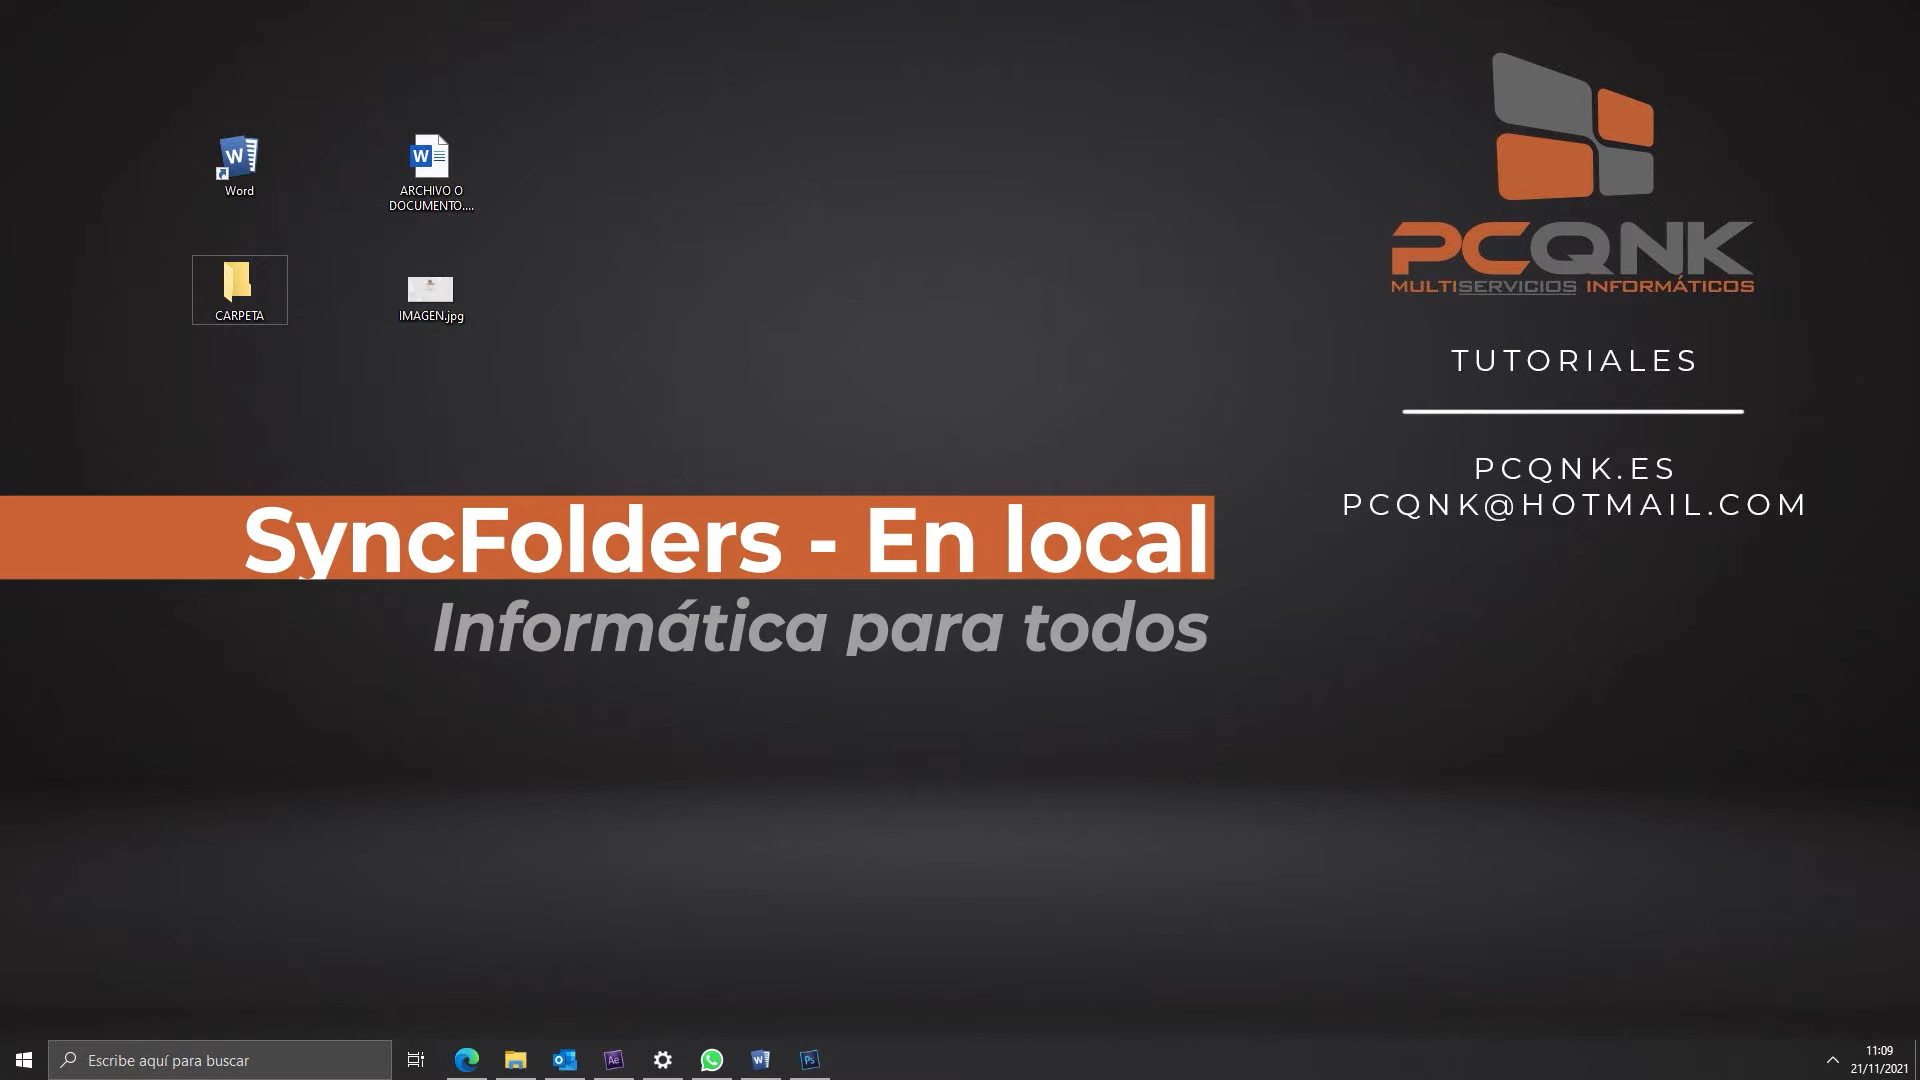 Word
ARCHIVO O
DOCUMENTO....
CARPETA
IMAGEN.jpg
PCQNK
MULTISERVICIOS INFORMÁTICOS
TUTORIALES
PCQNK.ES
PCQNK@HOTMAIL.COM
SyncFolders - En local
Informática para todos
Escribe aquí para buscar
11:09
21/11/2021